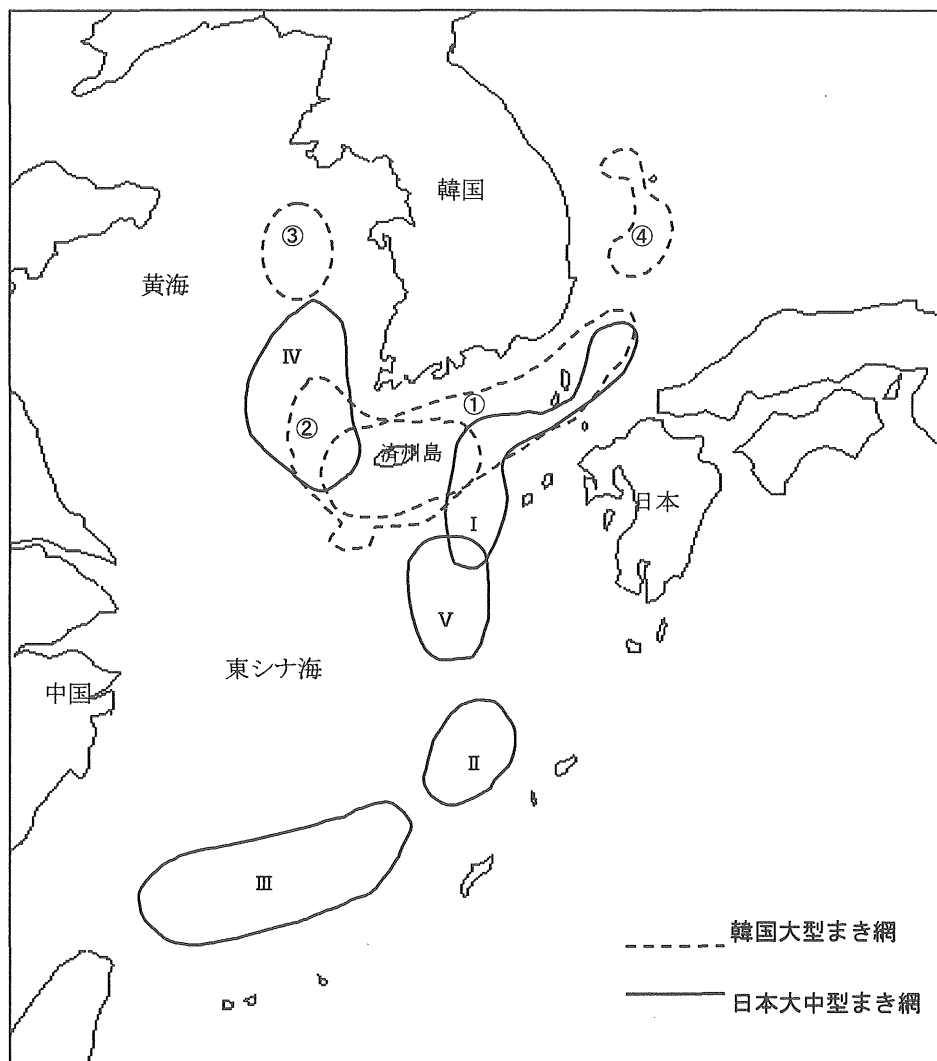 韓国
④
③
黄海
Ⅳ
①
②
済州島
日本
Ⅰ
Ⅴ
東シナ海
中国
Ⅱ
Ⅲ
韓国大型まき網
日本大中型まき網